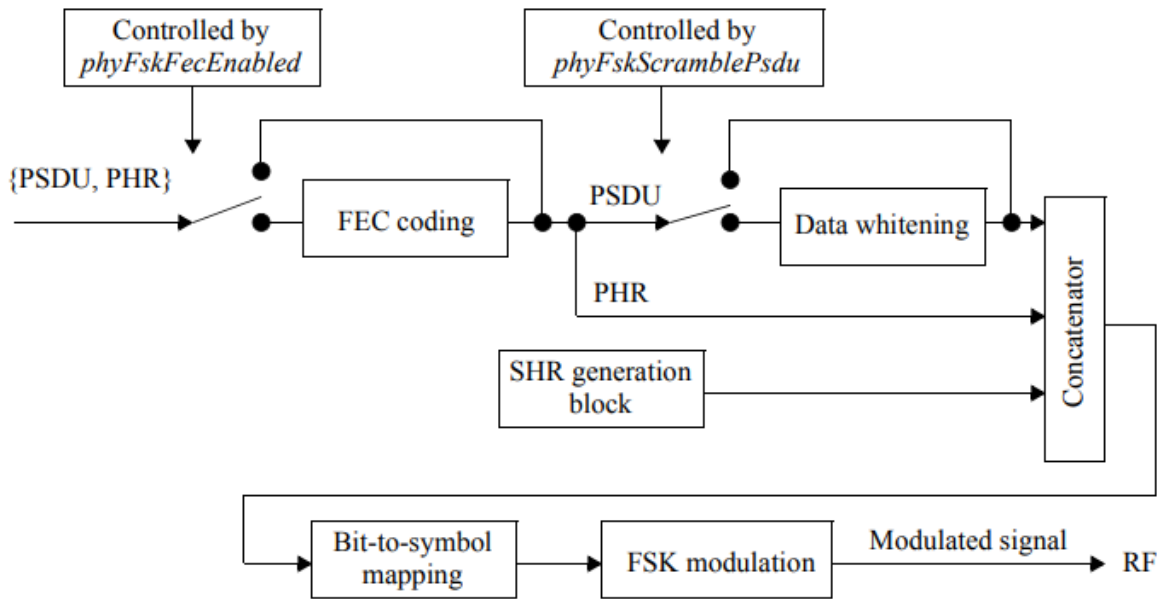 Controlled by
phyFskFecEnabled
Controlled by
phyFskScramblePsdu
{PSDU, PHR}
FEC coding
PSDU
Data whitening
PHR
SHR generation
block
Concatenator
Bit-to-symbol
mapping
FSK modulation
Modulated signal
RF